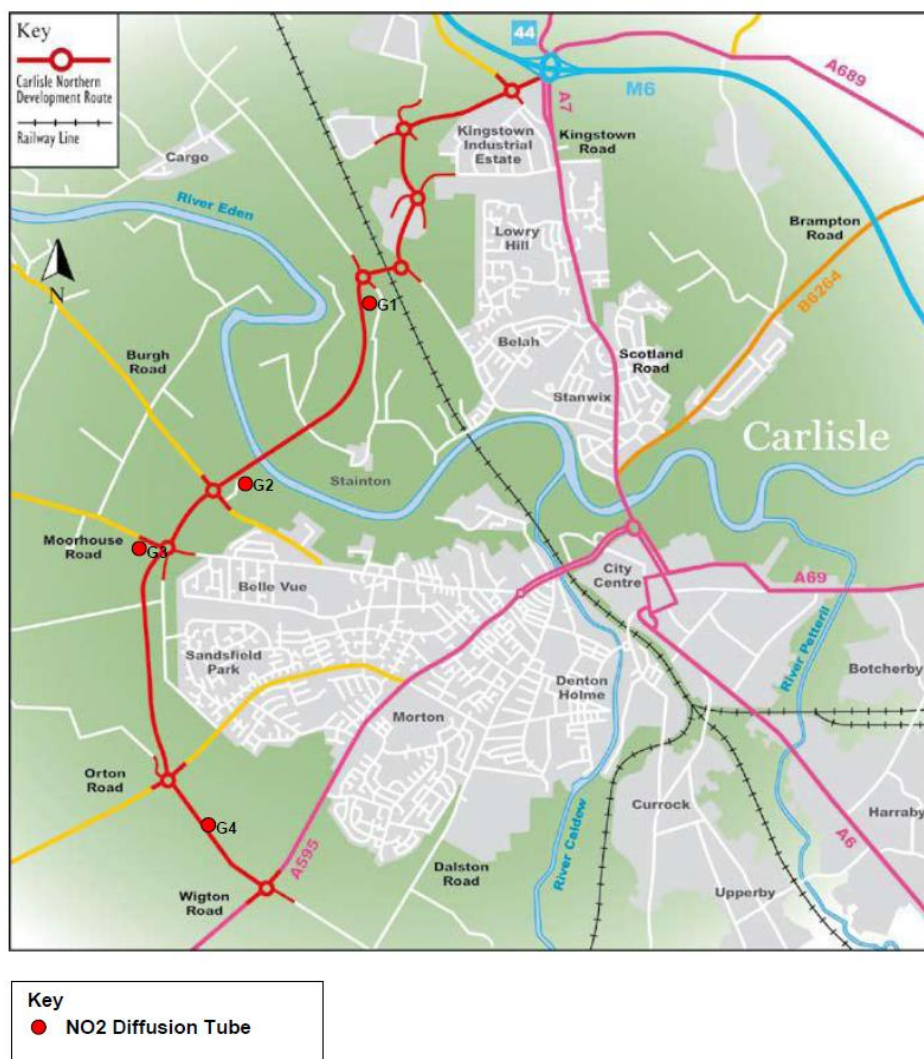 Key
Carlisle Northern
Development Route
Railway Line
44
A689
M6
A7
Kingstown
Industrial
Estate
Kingstown
Road
Cargo
River Eden
Lowry
Hill
Brampton
Road
B6264
N
G1
Belah
Scotland
Road
Burgh
Road
Stanwix
Carlisle
Stainton
G2
Moorhouse
Road
G3
City
Centre
A69
Belle Vue
River Petteril
Sandsfield
Park
Botcherby
Denton
Holme
Morton
Orton
Road
Currock
Harraby
G4
A595
A6
River Caldew
Dalston
Road
Wigton
Road
Upperby
Key
NO2 Diffusion Tube